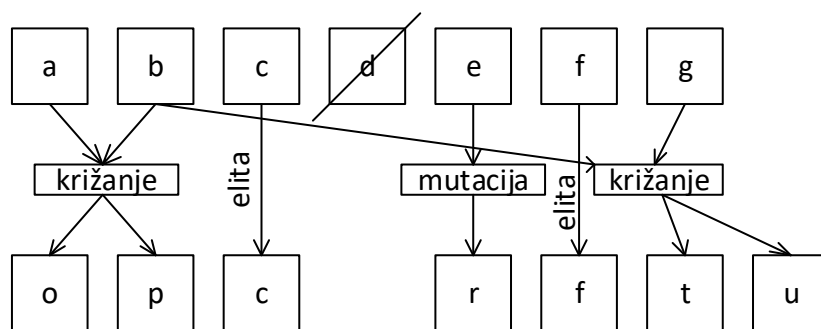 a b c d e f g
križanje elita mutacija elita križanje
o p c r f t u